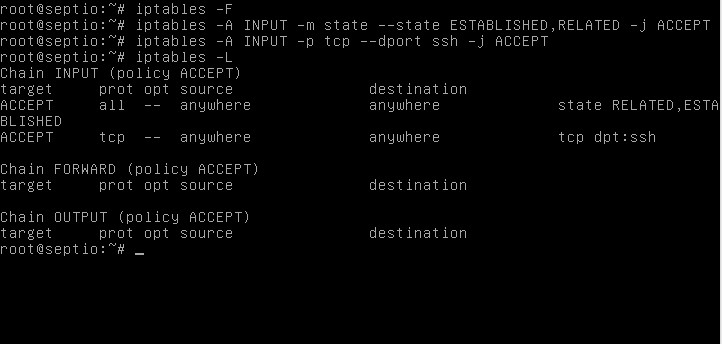 root@septio:~# iptables -F
root@septio:~# iptables -A INPUT -m state --state ESTABLISHED,RELATED -j ACCEPT
root@septio:~# iptables -A INPUT -p tcp --dport ssh -j ACCEPT
root@septio:~# iptables -L
Chain INPUT (policy ACCEPT)
target     prot opt source               destination
ACCEPT     all  --  anywhere             anywhere             state RELATED,ESTA
BLISHED
ACCEPT     tcp  --  anywhere             anywhere             tcp dpt:ssh

Chain FORWARD (policy ACCEPT)
target     prot opt source               destination

Chain OUTPUT (policy ACCEPT)
target     prot opt source               destination
root@septio:~# _